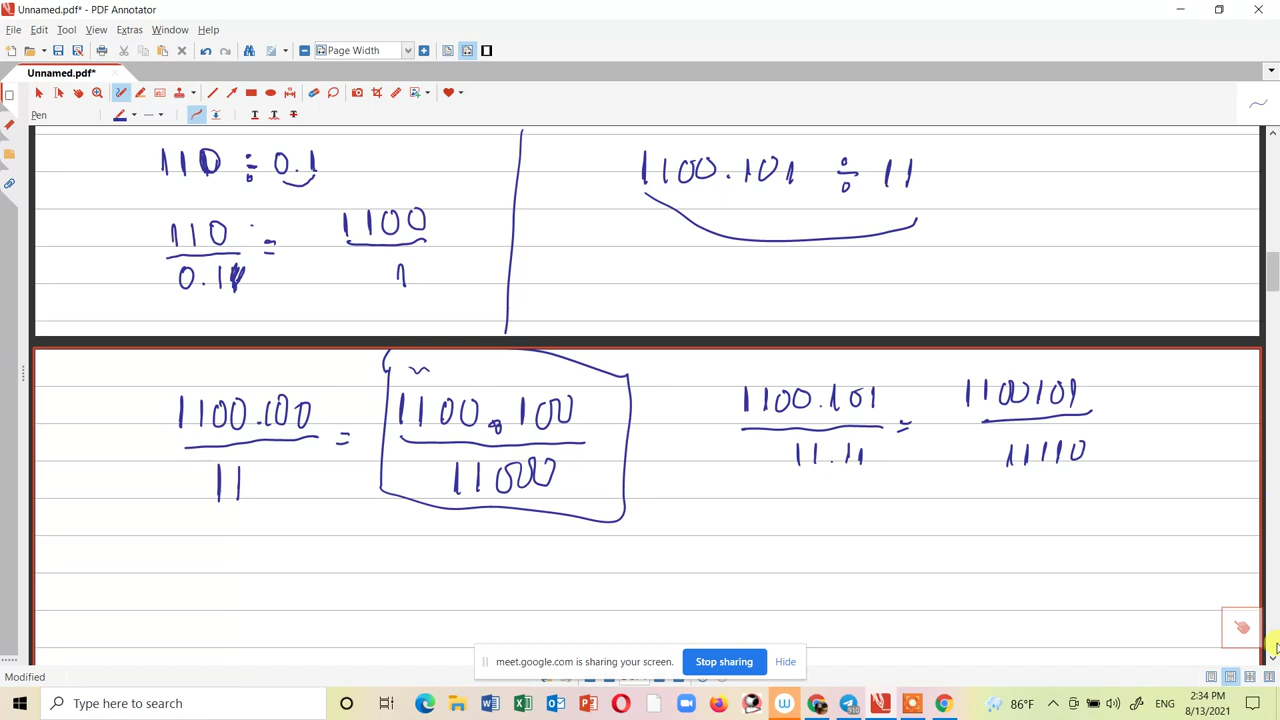 Unnamed.pdf* - PDF Annotator
File Edit Tool View Extras Window Help
Page Width
Unnamed.pdf*
Pen
110 ÷ 0.1
1100.101 ÷ 11
110 = 1100
0.1 1
1100.100 = 1100.100
11 11000
1100.101 = 1100101
11.11 11110
meet.google.com is sharing your screen. Stop sharing Hide
Modified
Type here to search
910
86°F ENG 2:34 PM
8/13/2021